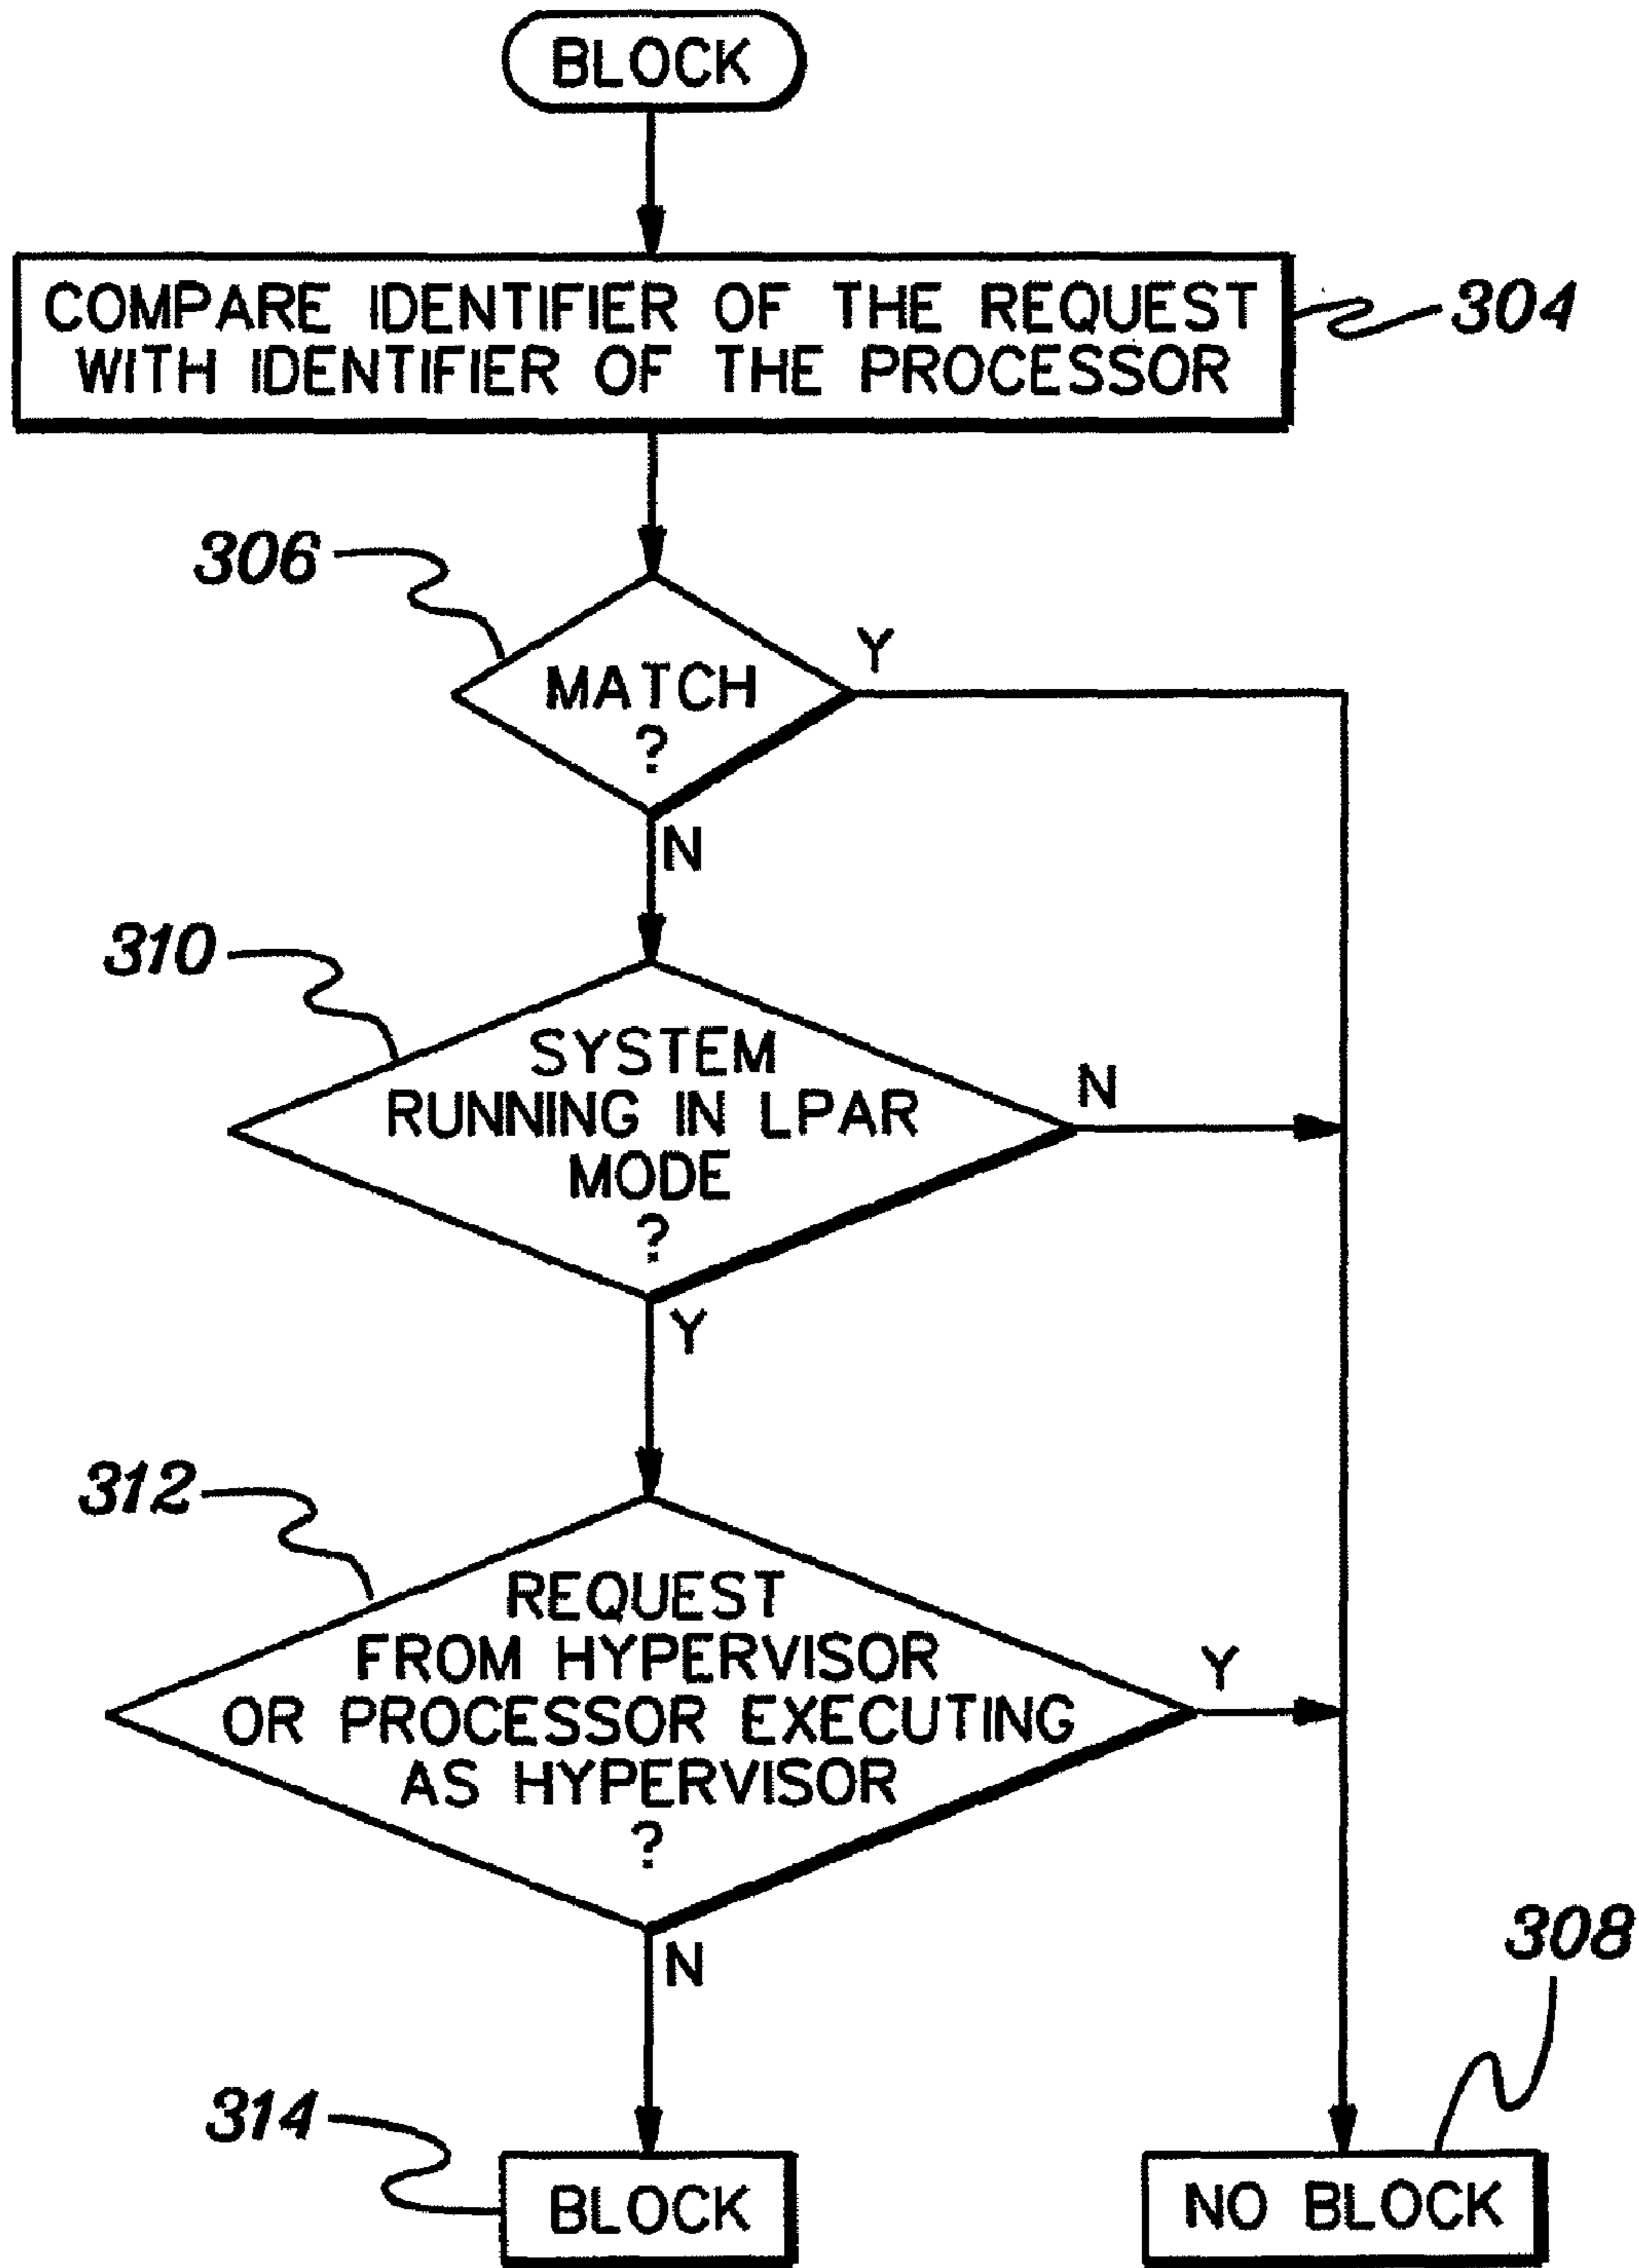 BLOCK
COMPARE IDENTIFIER OF THE REQUEST
WITH IDENTIFIER OF THE PROCESSOR
304
306
MATCH
?
Y
N
310
SYSTEM
RUNNING IN LPAR
MODE
?
N
Y
312
REQUEST
FROM HYPERVISOR
OR PROCESSOR EXECUTING
AS HYPERVISOR
?
Y
N
308
314
BLOCK
NO BLOCK